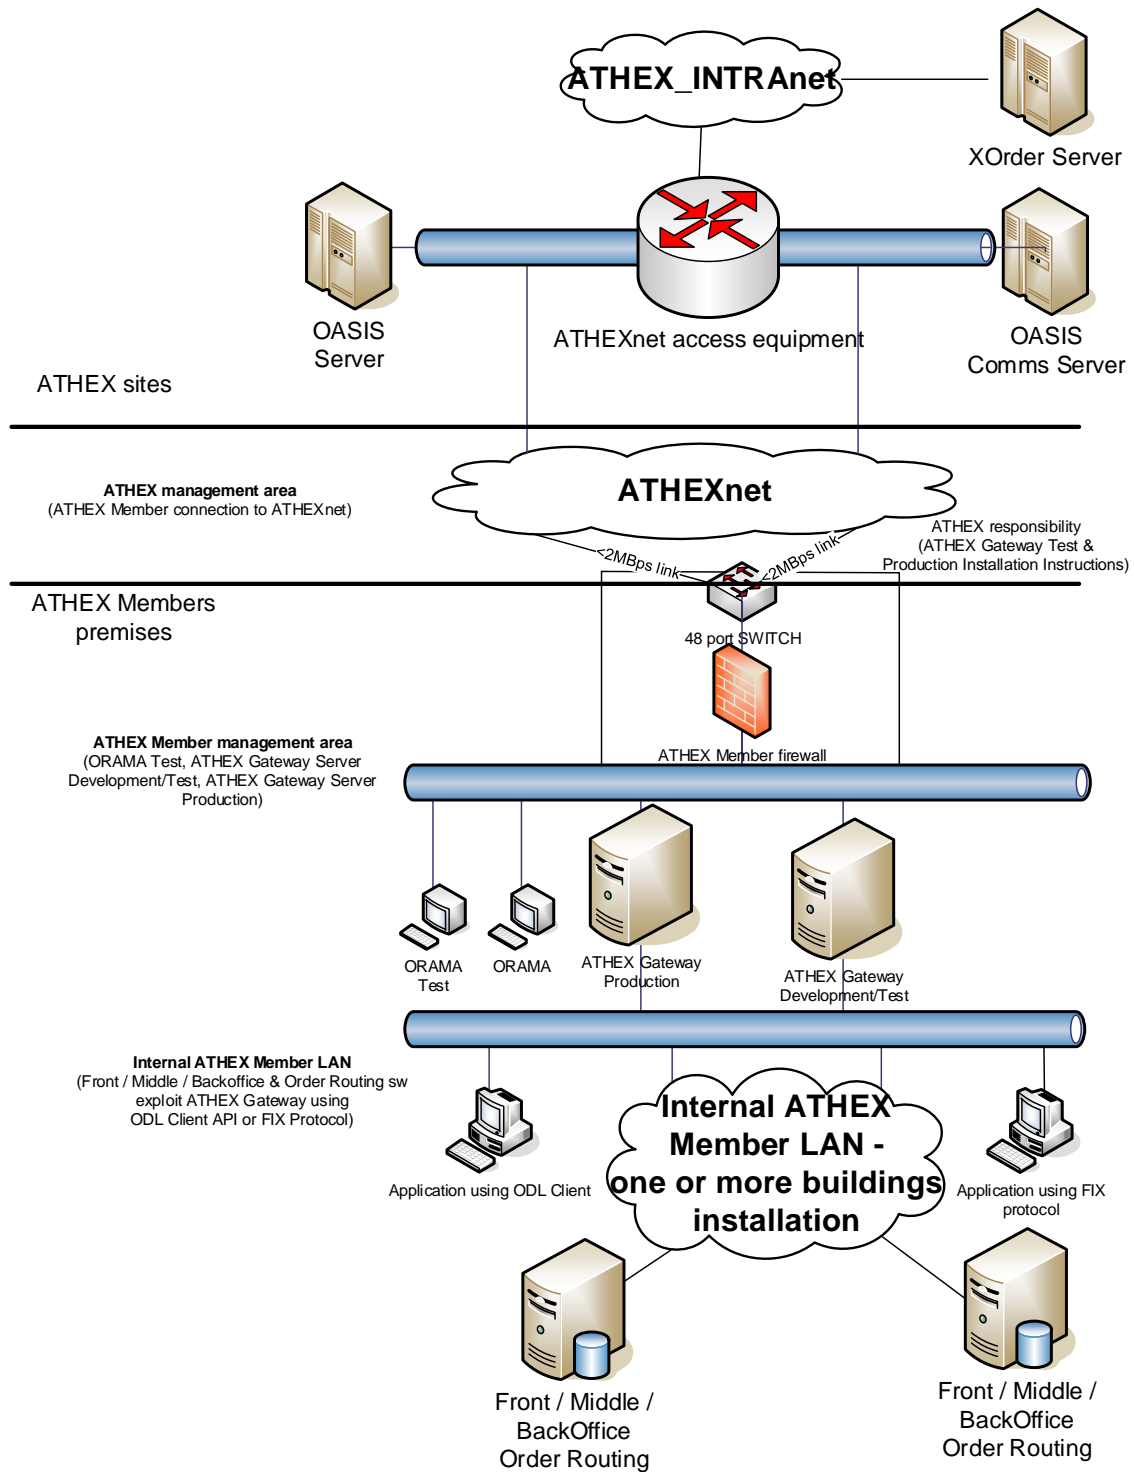 ATHEX_INTRAnet
XOrder Server
OASIS
Server
ATHEXnet access equipment
OASIS
Comms Server
ATHEX sites
ATHEX management area
(ATHEX Member connection to ATHEXnet)
ATHEXnet
ATHEX responsibility
(ATHEX Gateway Test &
Production Installation Instructions)
<2MBps link
<2MBps link
ATHEX Members
premises
48 port SWITCH
ATHEX Member management area
(ORAMA Test, ATHEX Gateway Server
Development/Test, ATHEX Gateway Server
Production)
ATHEX Member firewall
ORAMA
Test
ORAMA
ATHEX Gateway
Production
ATHEX Gateway
Development/Test
Internal ATHEX Member LAN
(Front / Middle / Backoffice & Order Routing sw
exploit ATHEX Gateway using
ODL Client API or FIX Protocol)
Application using ODL Client
Internal ATHEX
Member LAN -
one or more buildings
installation
Application using FIX
protocol
Front / Middle /
BackOffice
Order Routing
Front / Middle /
BackOffice
Order Routing